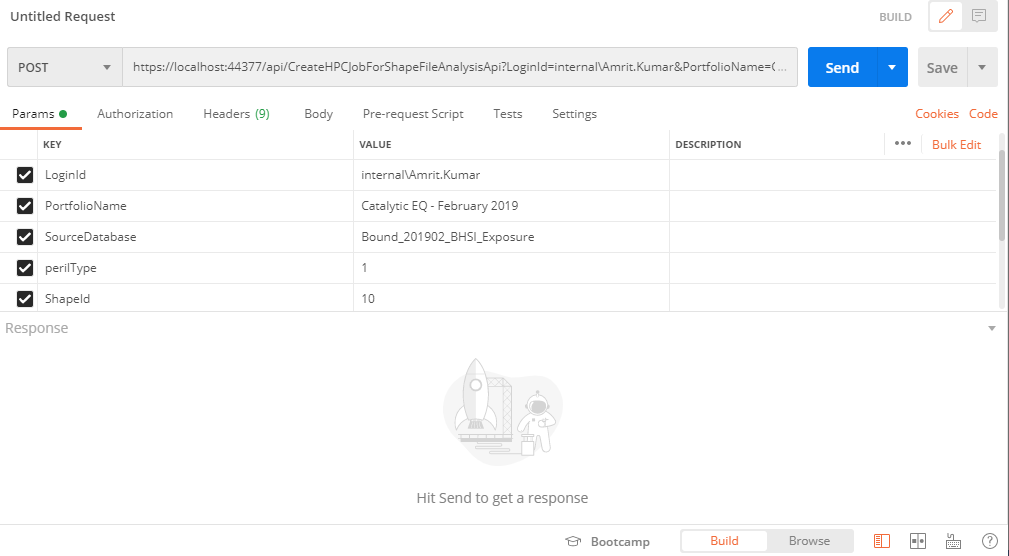 Untitled Request BUILD
POST https://localhost:44377/api/CreateHPCJobForShapeFileAnalysisApi?LoginId=internal\Amrit.Kumar&PortfolioName=C ... Send Save
Params Authorization Headers (9) Body Pre-request Script Tests Settings Cookies Code
KEY VALUE DESCRIPTION ••• Bulk Edit
LoginId internal\Amrit.Kumar
PortfolioName Catalytic EQ - February 2019
SourceDatabase Bound_201902_BHSI_Exposure
perilType 1
ShapeId 10
Response
Hit Send to get a response
Bootcamp Build Browse